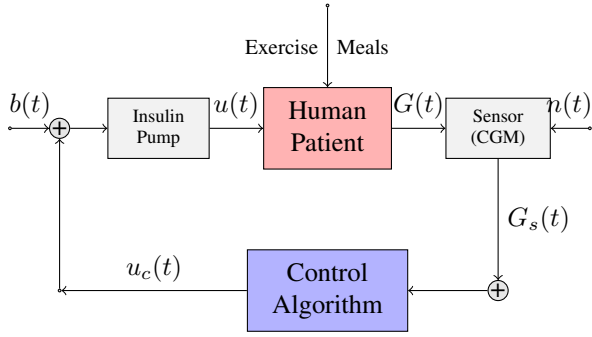 Exercise Meals
b(t)
+
Insulin
Pump
u(t)
Human
Patient
G(t)
Sensor
(CGM)
n(t)
G_s(t)
u_c(t)
Control
Algorithm
+